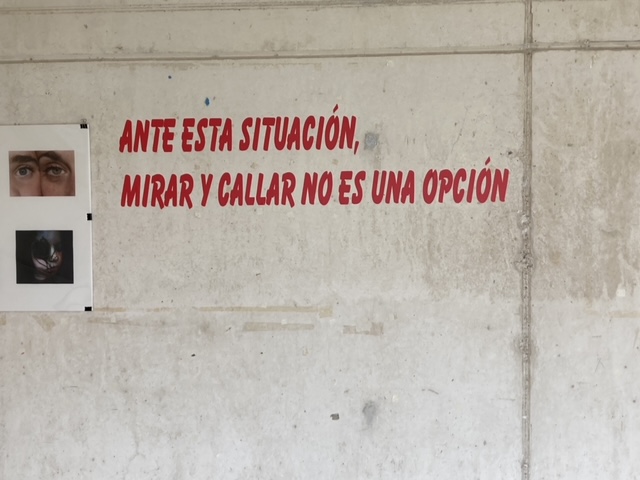 ANTE ESTA SITUACIÓN,
MIRAR Y CALLAR NO ES UNA OPCIÓN